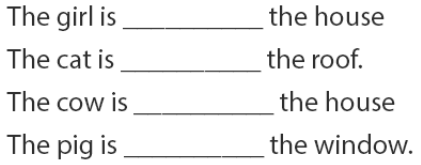 The girl is __________ the house
The cat is __________ the roof.
The cow is __________ the house
The pig is __________ the window.